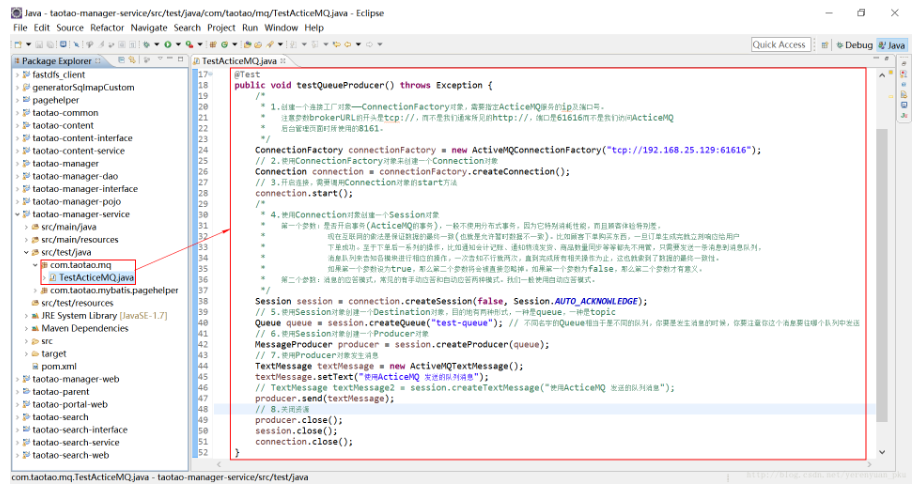 Java - taotao-manager-service/src/test/java/com/taotao/mq/TestActiceMQ.java - Eclipse
File Edit Source Refactor Navigate Search Project Run Window Help
Quick Access
Debug
Java
Package Explorer
TestActiceMQ.java
fastdfs_client
generatorSqlmapCustom
pagehelper
taotao-common
taotao-content
taotao-content-interface
taotao-content-service
taotao-manager
taotao-manager-dao
taotao-manager-interface
taotao-manager-pojo
taotao-manager-service
src/main/java
src/main/resources
src/test/java
com.taotao.mq
TestActiceMQ.java
com.taotao.mybatis.pagehelper
src/test/resources
JRE System Library [JavaSE-1.7]
Maven Dependencies
src
target
pom.xml
taotao-manager-web
taotao-parent
taotao-portal-web
taotao-search
taotao-search-interface
taotao-search-service
taotao-search-web
17 @Test
18 public void testQueueProducer() throws Exception {
19 /*
20 * 1.创建一个连接工厂对象——ConnectionFactory对象，需要指定ActiceMQ服务的ip及端口号。
21 * 注意参数brokerURL的开头是tcp://，而不是我们通常所见的http://，端口是61616而不是我们访问ActiceMQ
22 * 后台管理页面时所使用的8161。
23 */
24 ConnectionFactory connectionFactory = new ActiveMQConnectionFactory("tcp://192.168.25.129:61616");
25 // 2.使用ConnectionFactory对象来创建一个Connection对象
26 Connection connection = connectionFactory.createConnection();
27 // 3.开启连接，需要调用Connection对象的start方法
28 connection.start();
29 /*
30 * 4.使用Connection对象创建一个Session对象
31 * 第一个参数：是否开启事务(ActiceMQ的事务)，一般不使用分布式事务，因为它特别消耗性能，而且顾客体验特别差，
32 * 现在互联网的做法是保证数据的最终一致(也就是允许暂时数据不一致)。比如顾客下单购买东西，一旦订单生成完就立刻响应给用户
33 * 下单成功。至于下单后一系列的操作，比如通知会计记账、通知物流发货、商品数量同步等等都先不用管，只需要发送一条消息到消息队列，
34 * 消息队列来告知各模块进行相应的操作，一次告知不行就两次，直到完成所有相关操作为止，这也就做到了数据的最终一致性。
35 * 如果第一个参数设为true，那么第二个参数将会被直接忽略掉，如果第一个参数为false，那么第二个参数才有意义。
36 * 第二个参数：消息的应答模式，常见的有手动应答和自动应答两种模式。我们一般使用自动应答模式。
37 */
38 Session session = connection.createSession(false, Session.AUTO_ACKNOWLEDGE);
39 // 5.使用Session对象创建一个Destination对象，目的地有两种形式，一种是queue，一种是topic
40 Queue queue = session.createQueue("test-queue"); // 不同名字的Queue相当于是不同的队列，你要是发生消息的时候，你要注意你这个消息要往哪个队列中发送
41 // 6.使用Session对象创建一个Producer对象
42 MessageProducer producer = session.createProducer(queue);
43 // 7.使用Producer对象发生消息
44 TextMessage textMessage = new ActiveMQTextMessage();
45 textMessage.setText("使用ActiceMQ 发送的队列消息");
46 // TextMessage textMessage2 = session.createTextMessage("使用ActiceMQ 发送的队列消息");
47 producer.send(textMessage);
48 // 8.关闭资源
49 producer.close();
50 session.close();
51 connection.close();
52 }
com.taotao.mq.TestActiceMQ.java - taotao-manager-service/src/test/java